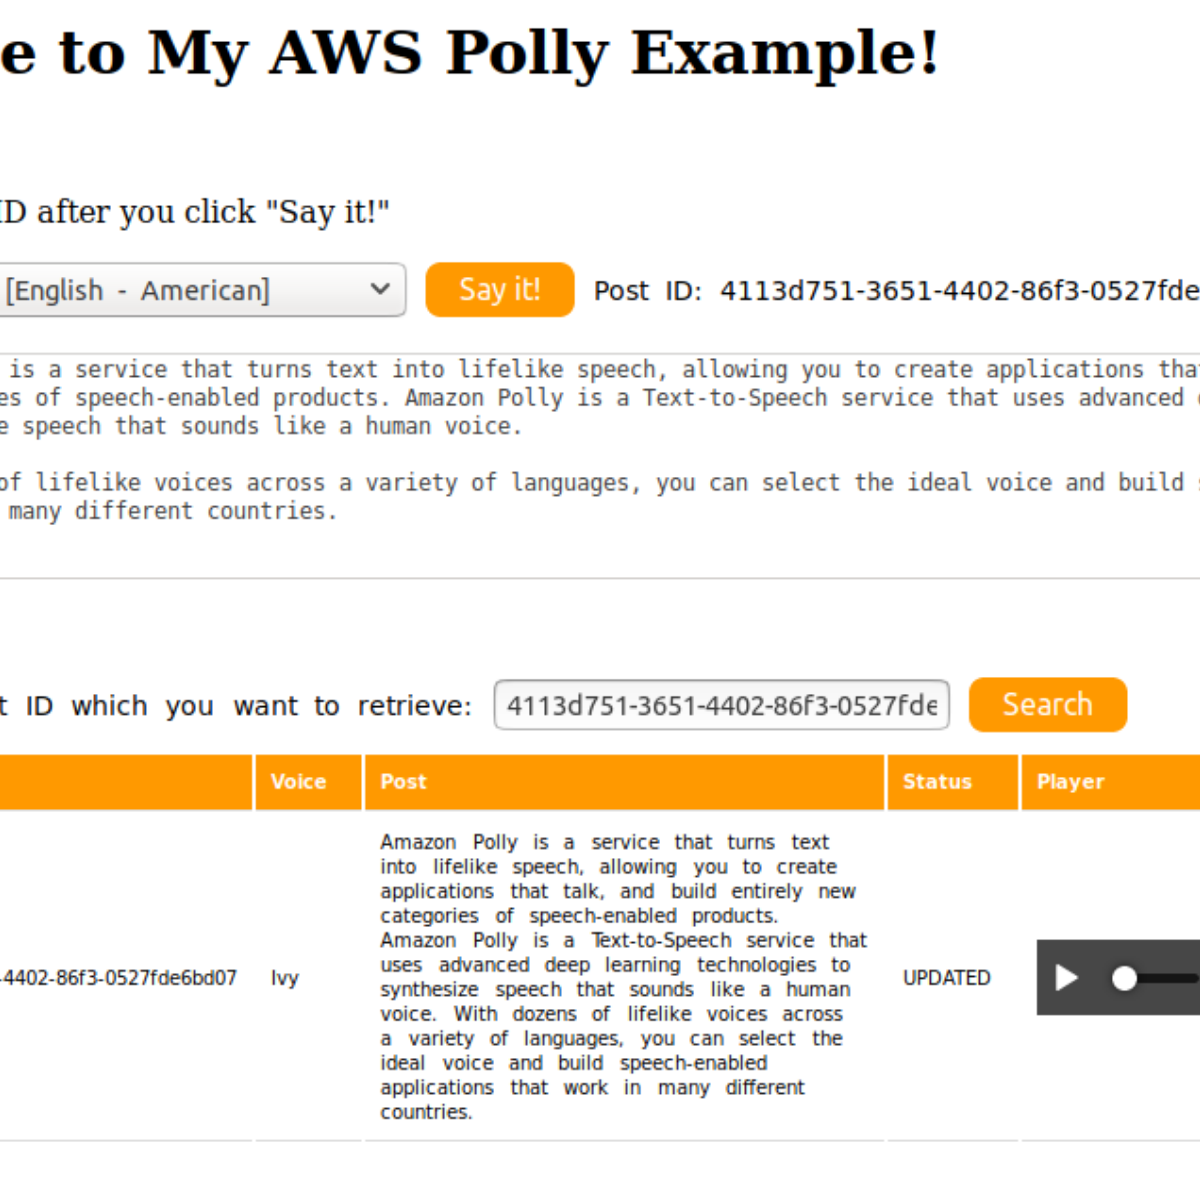 e to My AWS Polly Example!
ID after you click "Say it!"
[English - American]
Say it!
Post ID: 4113d751-3651-4402-86f3-0527fde
is a service that turns text into lifelike speech, allowing you to create applications tha
es of speech-enabled products. Amazon Polly is a Text-to-Speech service that uses advanced
e speech that sounds like a human voice.
of lifelike voices across a variety of languages, you can select the ideal voice and build
many different countries.
t ID which you want to retrieve:
4113d751-3651-4402-86f3-0527fde
Search
Voice
Post
Status
Player
-4402-86f3-0527fde6bd07
Ivy
Amazon Polly is a service that turns text
into lifelike speech, allowing you to create
applications that talk, and build entirely new
categories of speech-enabled products.
Amazon Polly is a Text-to-Speech service that
uses advanced deep learning technologies to
synthesize speech that sounds like a human
voice. With dozens of lifelike voices across
a variety of languages, you can select the
ideal voice and build speech-enabled
applications that work in many different
countries.
UPDATED